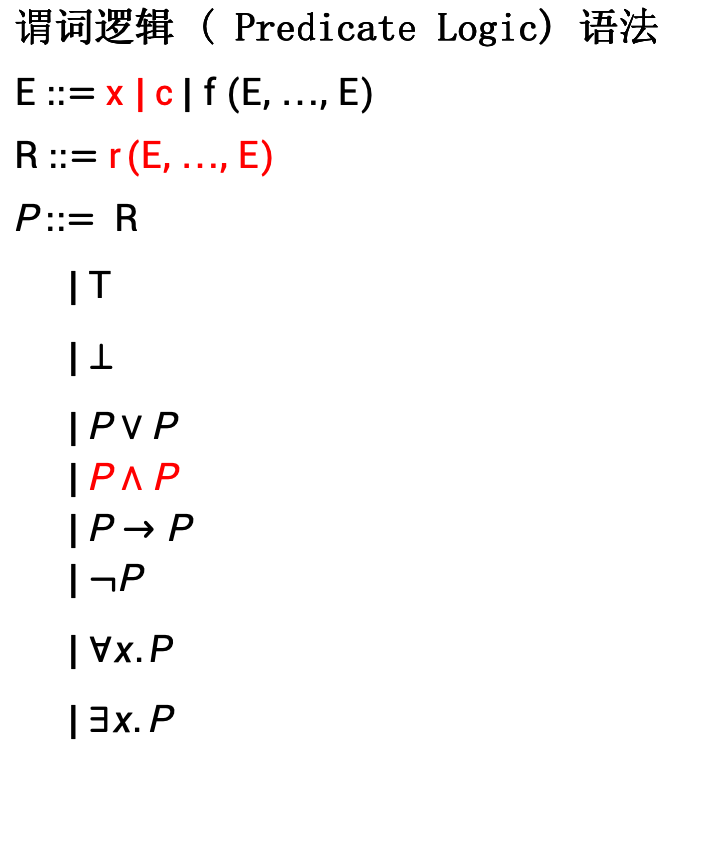 谓词逻辑 ( Predicate Logic) 语法
E ::= x | c | f (E, …, E)
R ::= r (E, …, E)
P ::= R
| T
| ⊥
| P ∨ P
| P ∧ P
| P → P
| ¬P
| ∀x. P
| ∃x. P